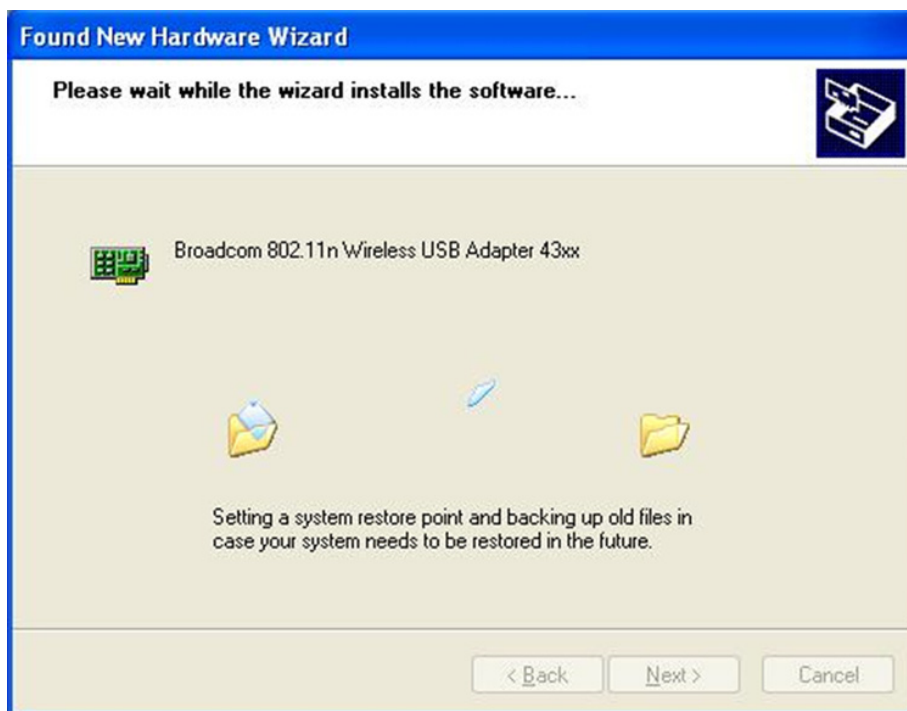 Found New Hardware Wizard
Please wait while the wizard installs the software...
Broadcom 802.11n Wireless USB Adapter 43xx
Setting a system restore point and backing up old files in
case your system needs to be restored in the future.
< Back
Next >
Cancel